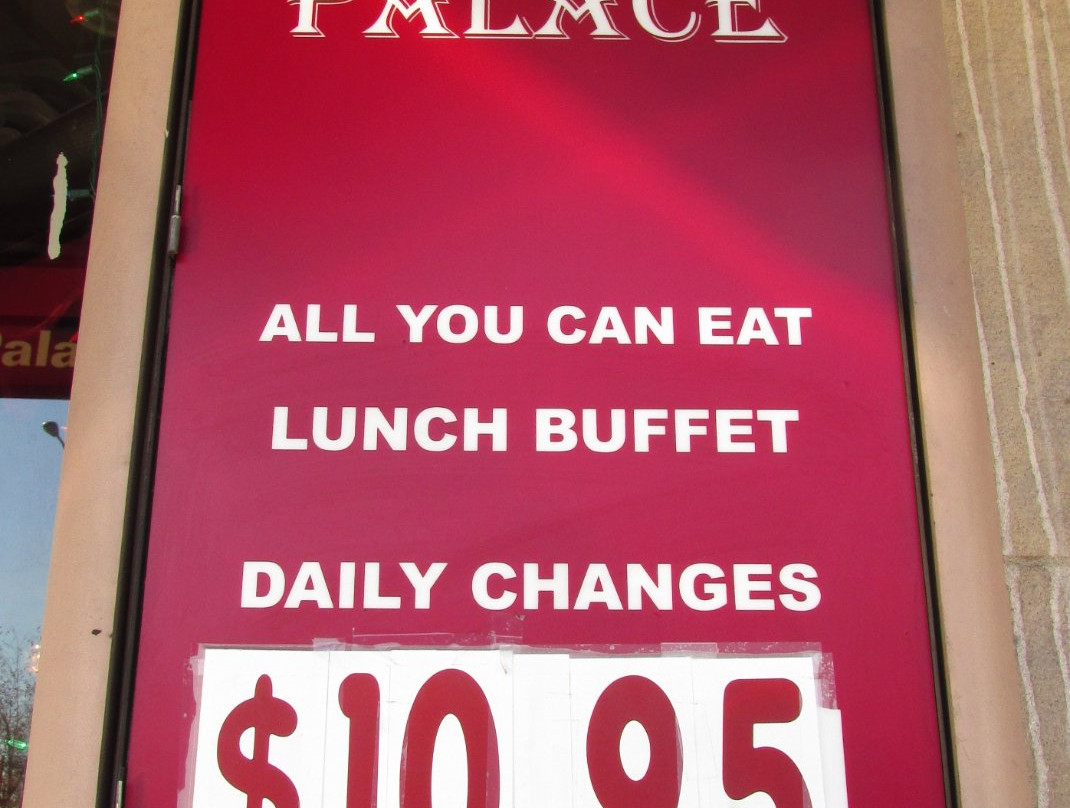 PALACE
ALL YOU CAN EAT
LUNCH BUFFET
DAILY CHANGES
$10.95